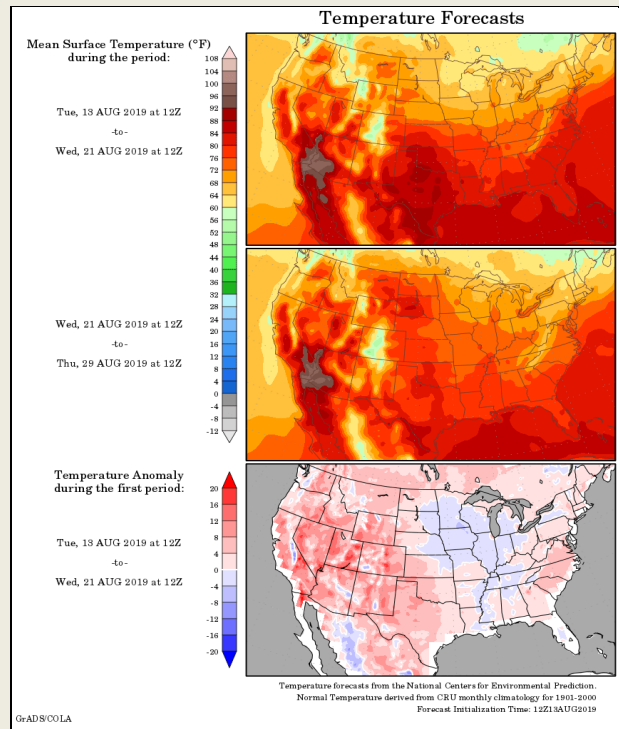 Temperature Forecasts
Mean Surface Temperature (°F)
during the period:
108
104
100
96
92
88
84
80
76
72
68
64
60
56
52
48
44
40
36
32
28
24
20
16
12
8
4
0
-4
-8
-12
Tue, 13 AUG 2019 at 12Z
-to-
Wed, 21 AUG 2019 at 12Z
Wed, 21 AUG 2019 at 12Z
-to-
Thu, 29 AUG 2019 at 12Z
Temperature Anomaly
during the first period:
20
16
12
8
4
0
-4
-8
-12
-16
-20
Tue, 13 AUG 2019 at 12Z
-to-
Wed, 21 AUG 2019 at 12Z
Temperature forecasts from the National Centers for Environmental Prediction.
Normal Temperature derived from CRU monthly climatology for 1901-2000
Forecast Initialization Time: 12Z13AUG2019
GrADS/COLA